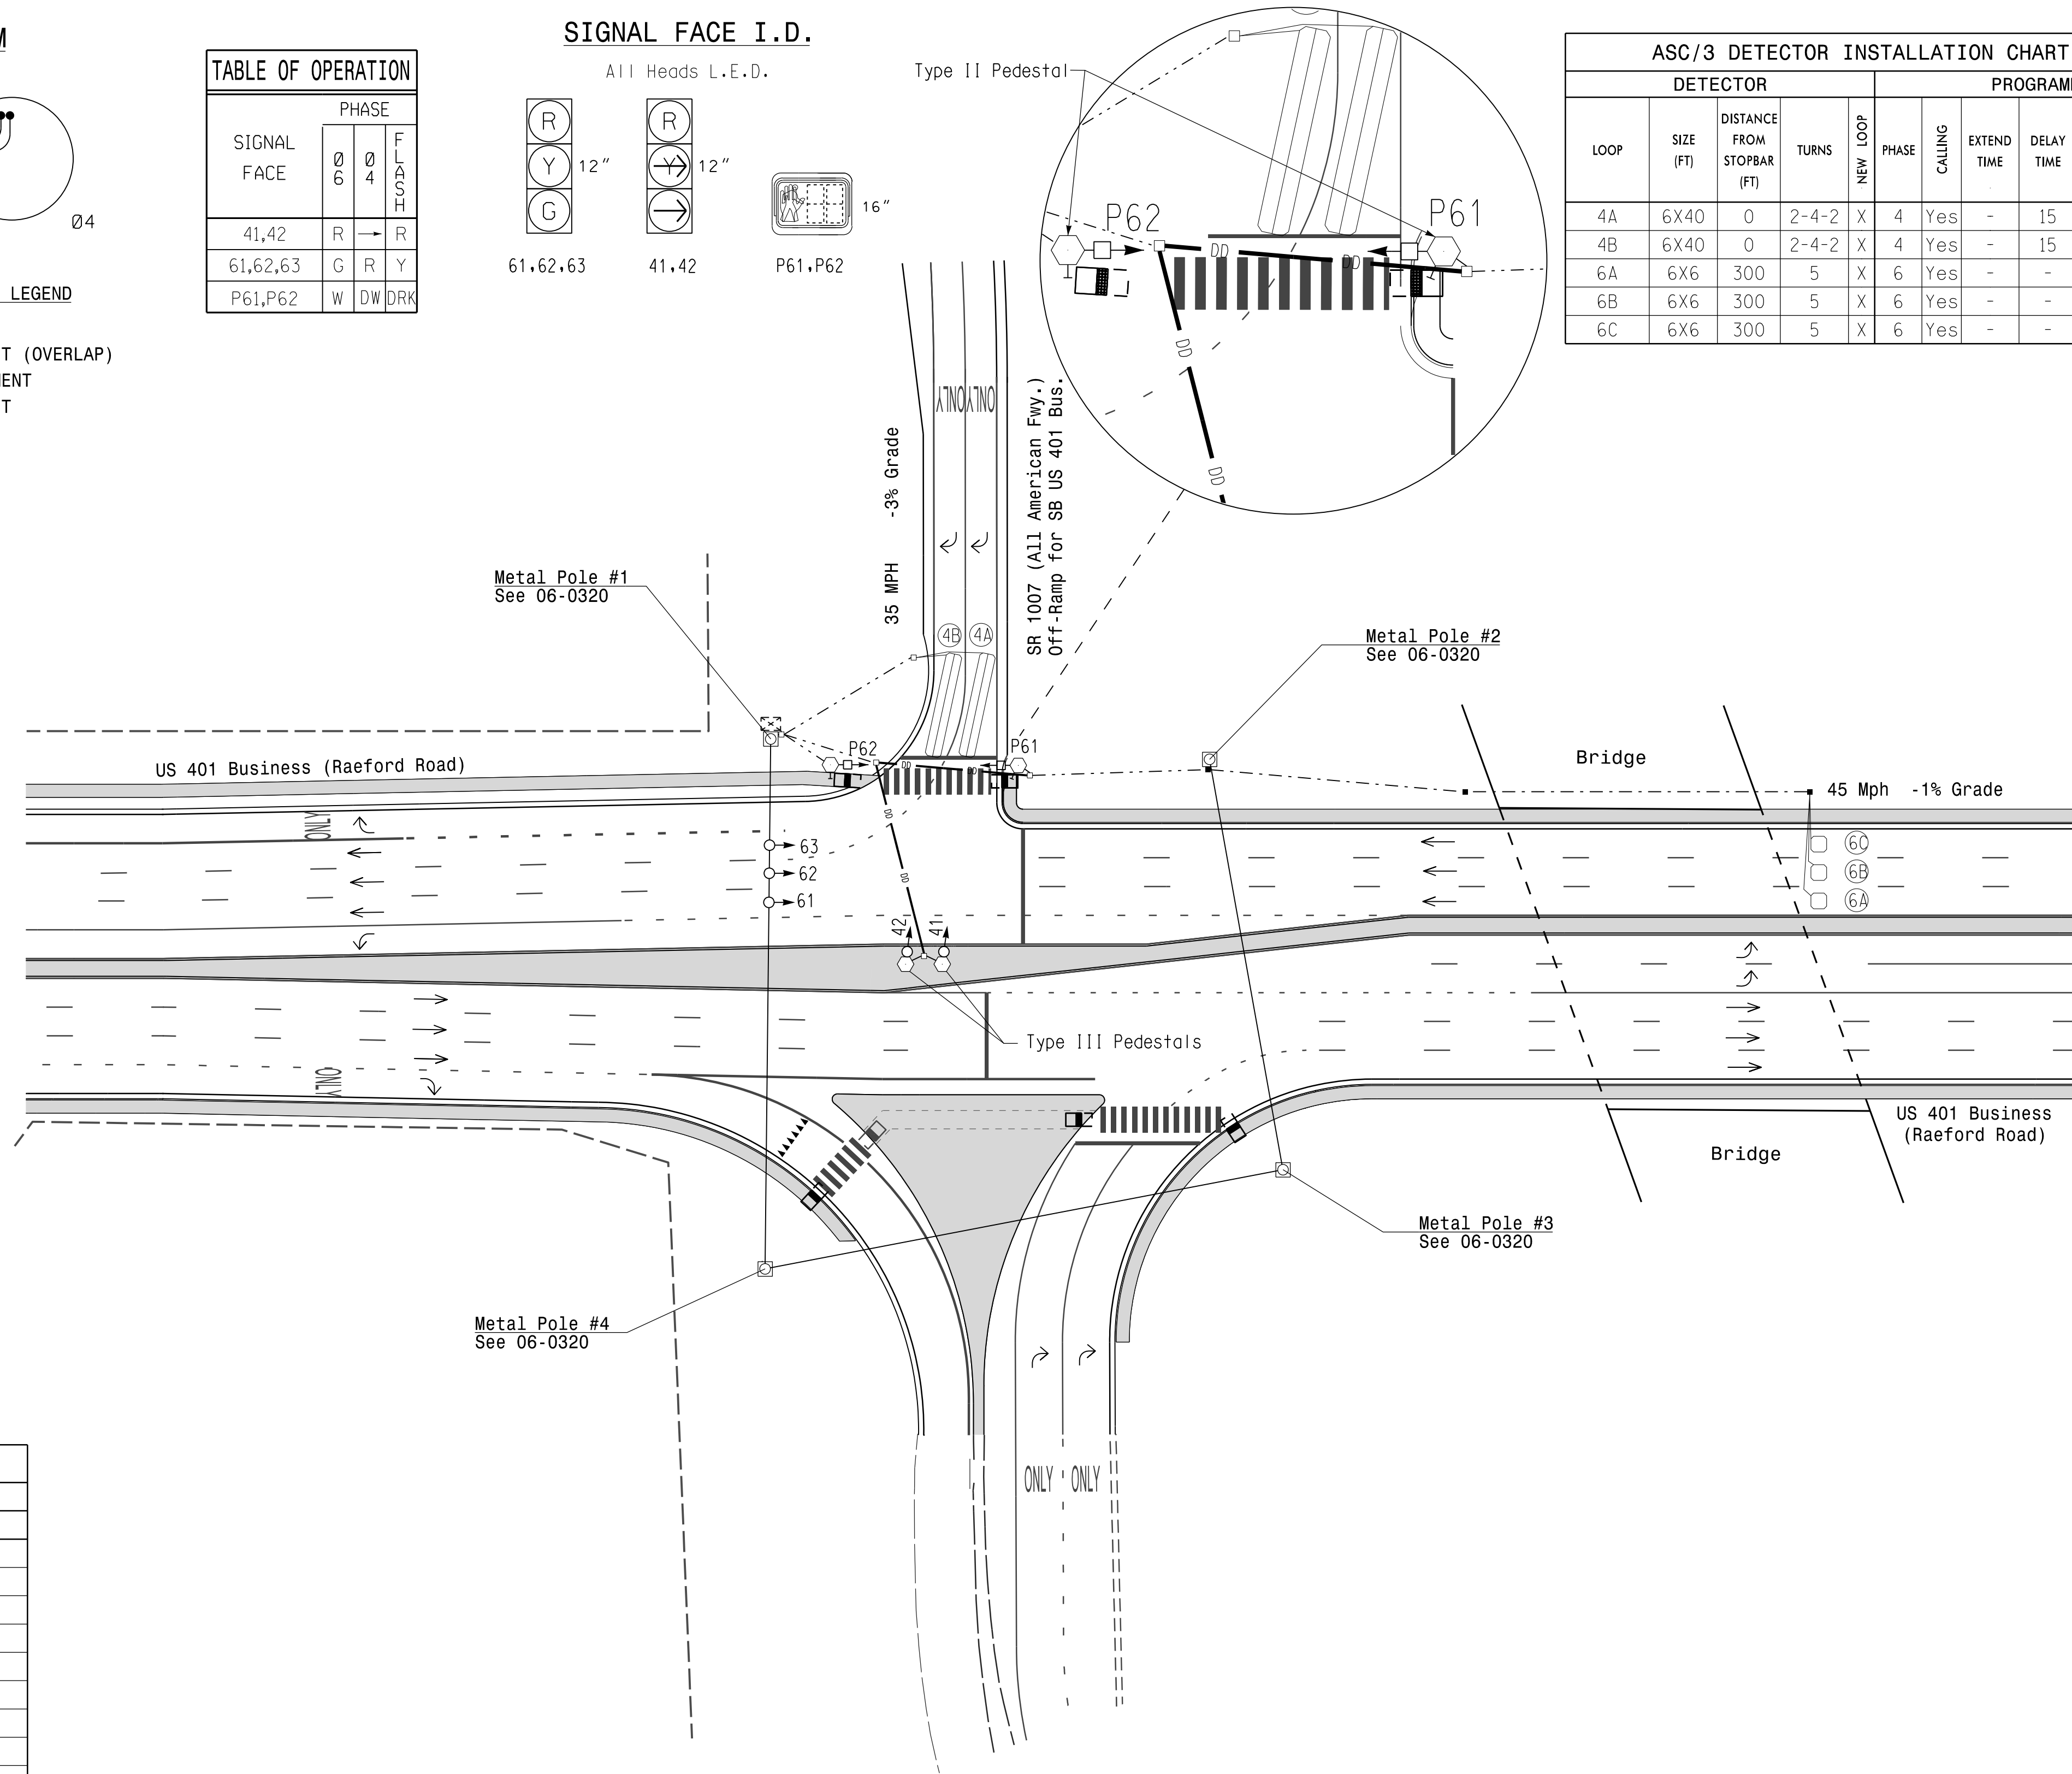 M
Ø4
LEGEND
T (OVERLAP)
MENT
T
TABLE OF OPERATION
SIGNAL FACE
PHASE
Ø6
Ø4
FLASH
41,42 R → R
61,62,63 G R Y
P61,P62 W DW DRK
SIGNAL FACE I.D.
All Heads L.E.D.
R
Y 12"
G
61,62,63
R
Y 12"
41,42
16"
P61,P62
Type II Pedestal
P62
P61
DD
DD
DD
DD
ASC/3 DETECTOR INSTALLATION CHART
DETECTOR
PROGRAMM
LOOP
SIZE (FT)
DISTANCE FROM STOPBAR (FT)
TURNS
NEW LOOP
PHASE
CALLING
EXTEND TIME
DELAY TIME
4A 6X40 0 2-4-2 X 4 Yes - 15
4B 6X40 0 2-4-2 X 4 Yes - 15
6A 6X6 300 5 X 6 Yes - -
6B 6X6 300 5 X 6 Yes - -
6C 6X6 300 5 X 6 Yes - -
ONLY
ONLY
35 MPH -3% Grade
SR 1007 (All American Fwy.)
Off-Ramp for SB US 401 Bus.
Metal Pole #1
See 06-0320
4B
4A
Metal Pole #2
See 06-0320
US 401 Business (Raeford Road)
P62
P61
DD
DD
DD
DD
Bridge
45 Mph -1% Grade
ONLY
63
62
61
6C
6B
6A
42
41
Type III Pedestals
ONLY
US 401 Business
(Raeford Road)
Bridge
Metal Pole #3
See 06-0320
Metal Pole #4
See 06-0320
ONLY
ONLY